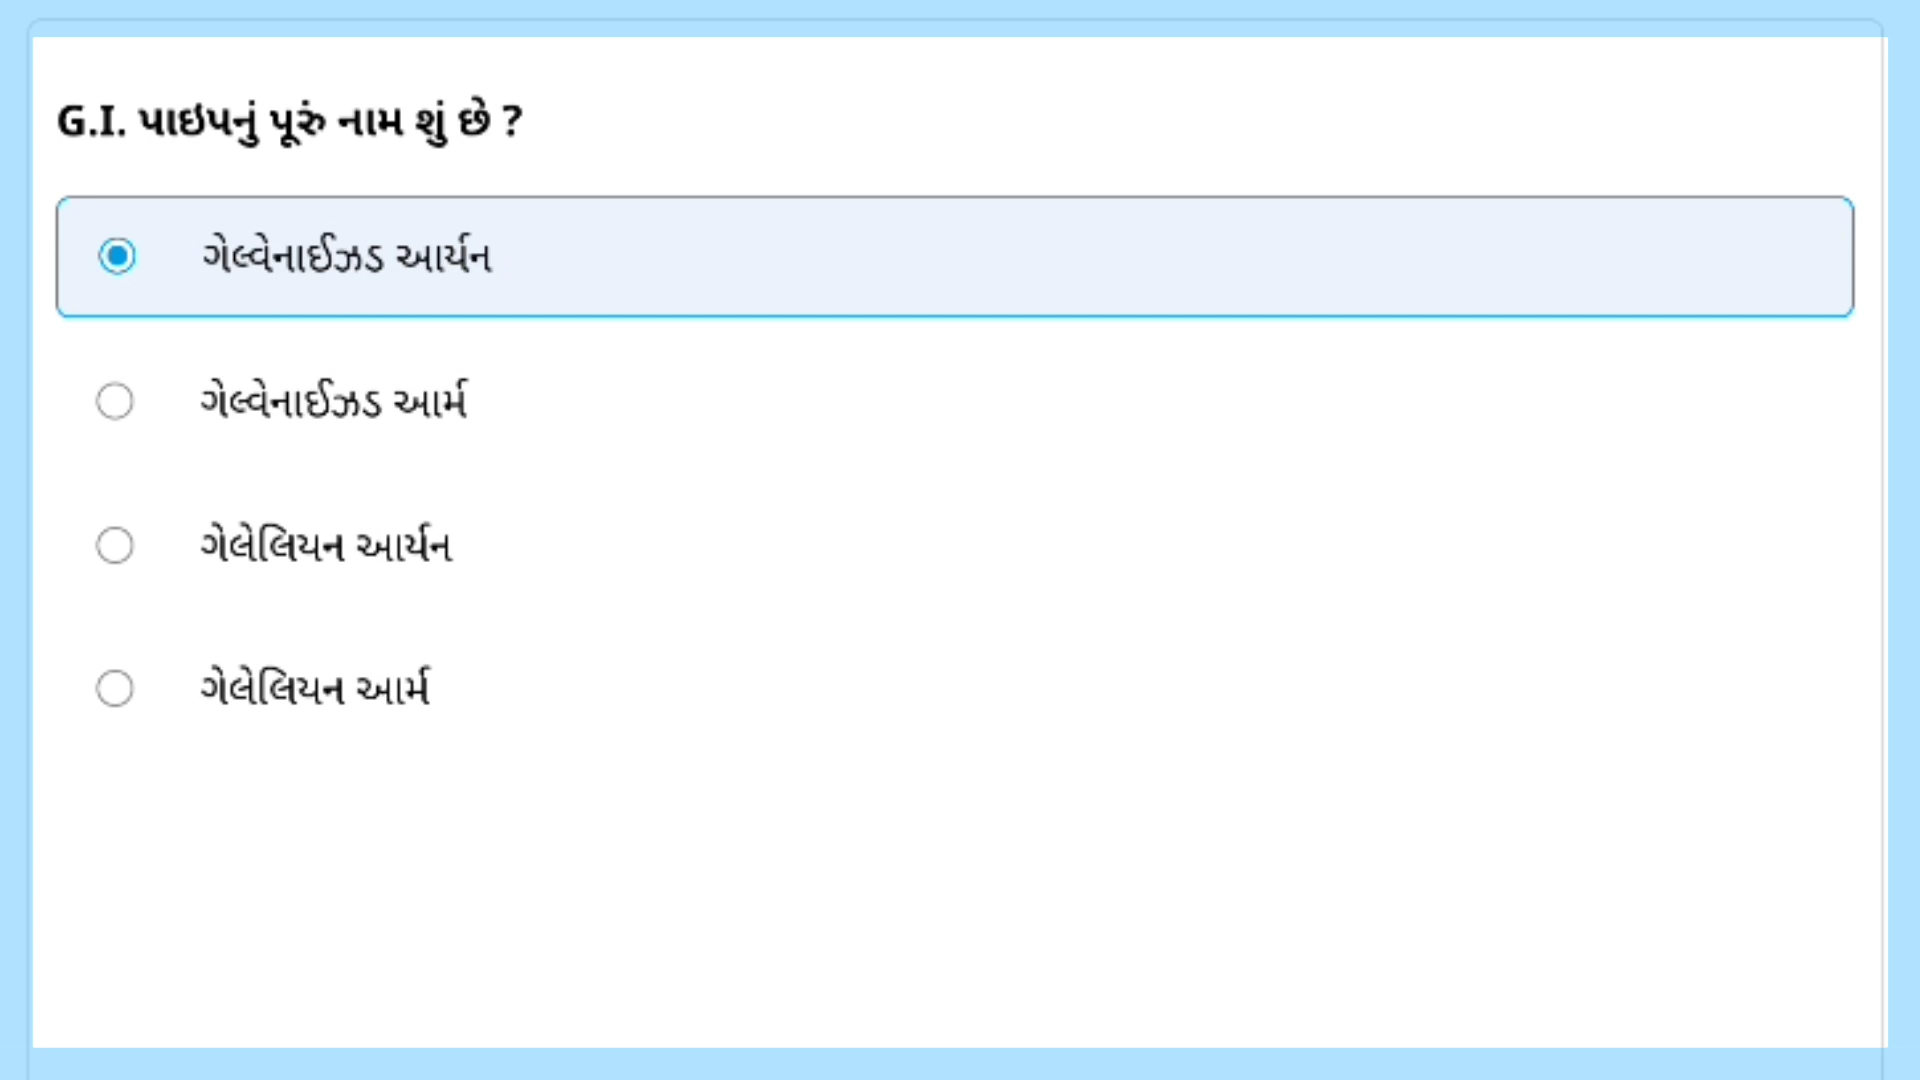 G.I. પાઇપનું પૂરું નામ શું છે ?
ગેલ્વેનાઈઝડ આર્યન
ગેલ્વેનાઈઝડ આર્મ
ગેલેલિયન આર્યન
ગેલેલિયન આર્મ